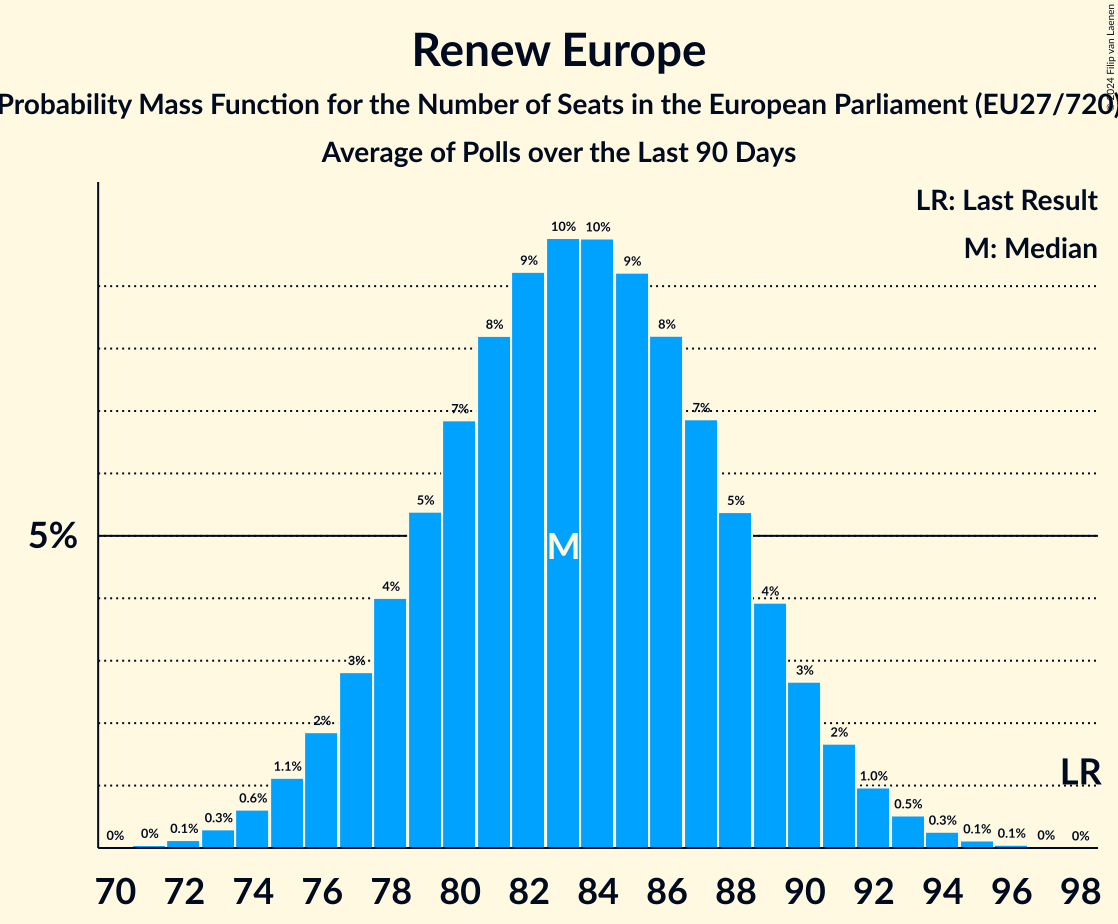 Renew Europe
Probability Mass Function for the Number of Seats in the European Parliament (EU27/720)
Average of Polls over the Last 90 Days
© 2024 Filip van Laenen
LR: Last Result
M: Median
5%
0% 0% 0.1% 0.3% 0.6% 1.1% 2% 3% 4% 5% 7% 8% 9% 10% 10% 9% 8% 7% 5% 4% 3% 2% 1.0% 0.5% 0.3% 0.1% 0.1% 0% 0%
M
LR
70 72 74 76 78 80 82 84 86 88 90 92 94 96 98